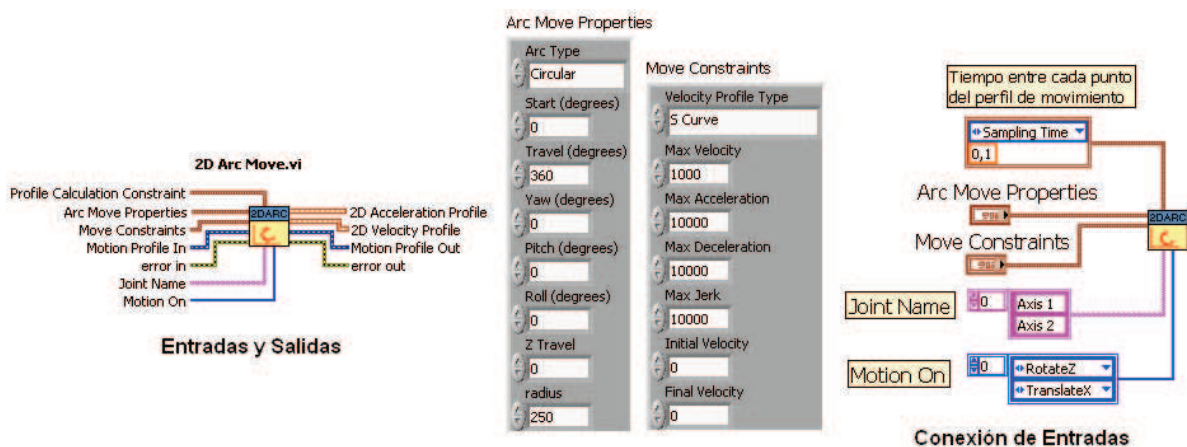 2D Arc Move.vi
Profile Calculation Constraint
Arc Move Properties
Move Constraints
Motion Profile In
error in
Joint Name
Motion On
2DARC
2D Acceleration Profile
2D Velocity Profile
Motion Profile Out
error out
Entradas y Salidas
Arc Move Properties
Arc Type
Circular
Start (degrees)
0
Travel (degrees)
360
Yaw (degrees)
0
Pitch (degrees)
0
Roll (degrees)
0
Z Travel
0
radius
250
Move Constraints
Velocity Profile Type
S Curve
Max Velocity
1000
Max Acceleration
10000
Max Deceleration
10000
Max Jerk
10000
Initial Velocity
0
Final Velocity
0
Tiempo entre cada punto
del perfil de movimiento
Sampling Time
0,1
Arc Move Properties
2DARC
Move Constraints
Joint Name
0
Axis 1
Axis 2
Motion On
0
RotateZ
TranslateX
Conexión de Entradas